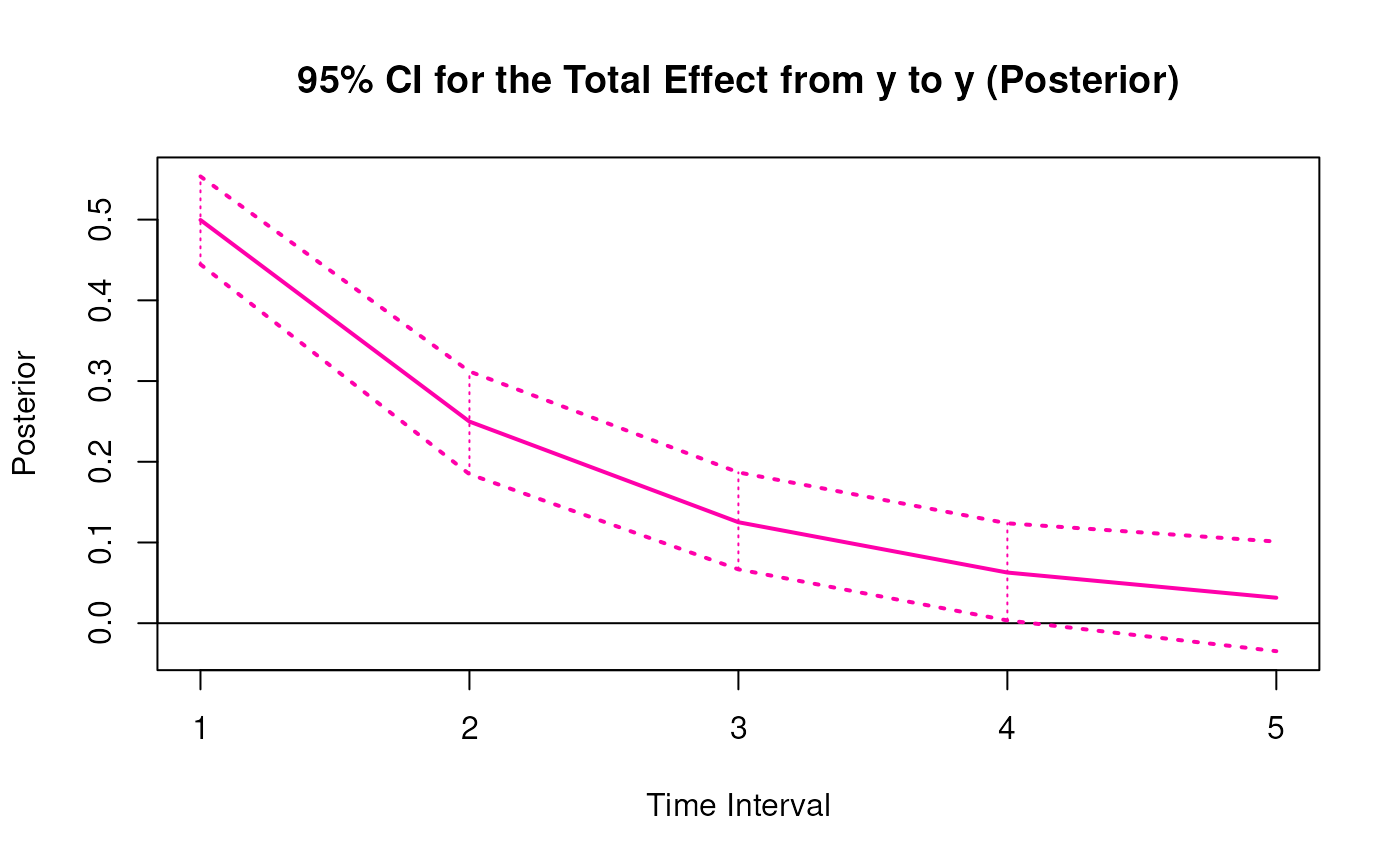 95% CI for the Total Effect from y to y (Posterior)
Posterior
0.5
0.4
0.3
0.2
0.1
0.0
1 2 3 4 5
Time Interval